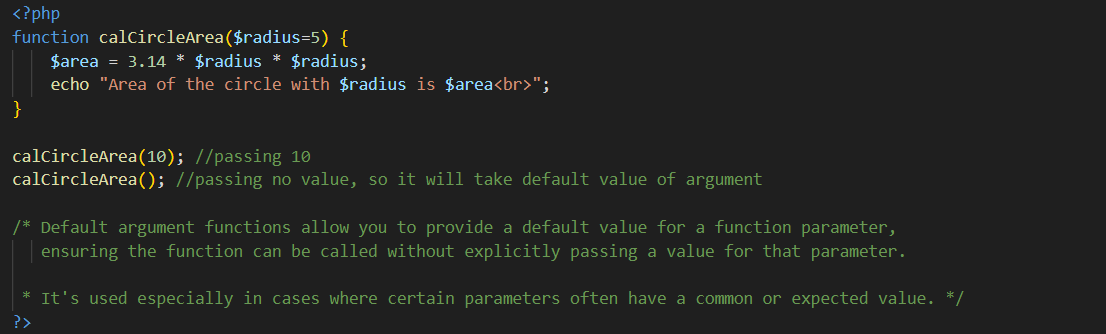 <?php
function calCircleArea($radius=5) {
    $area = 3.14 * $radius * $radius;
    echo "Area of the circle with $radius is $area<br>";
}
calCircleArea(10); //passing 10
calCircleArea(); //passing no value, so it will take default value of argument
/* Default argument functions allow you to provide a default value for a function parameter,
   ensuring the function can be called without explicitly passing a value for that parameter.
 * It's used especially in cases where certain parameters often have a common or expected value. */
?>